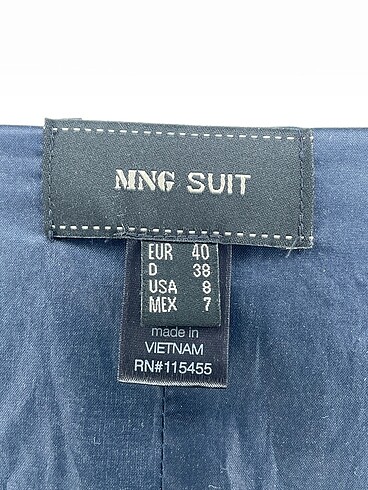 MNG SUIT
EUR 40
D 38
USA 8
MEX 7
made in
VIETNAM
RN#115455